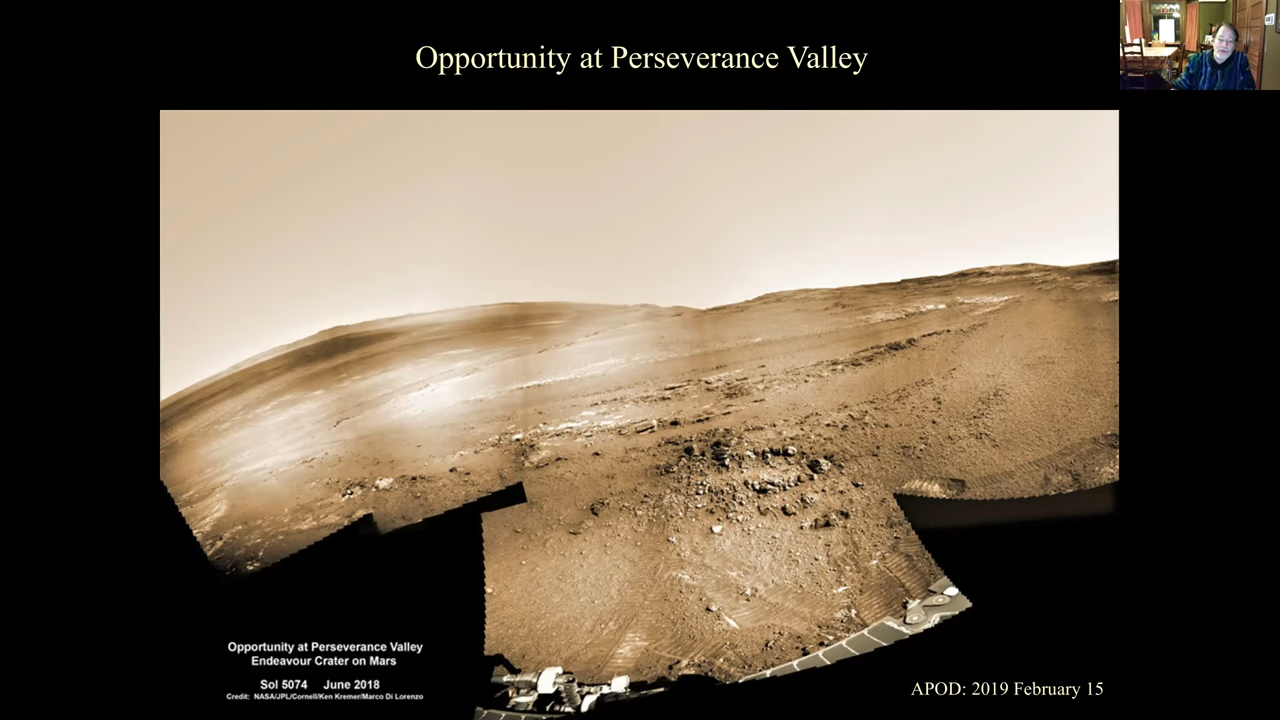 Opportunity at Perseverance Valley
Opportunity at Perseverance Valley
Endeavour Crater on Mars
Sol 5074 June 2018
Credit: NASA/JPL/Cornell/Ken Kremer/Marco Di Lorenzo
APOD: 2019 February 15